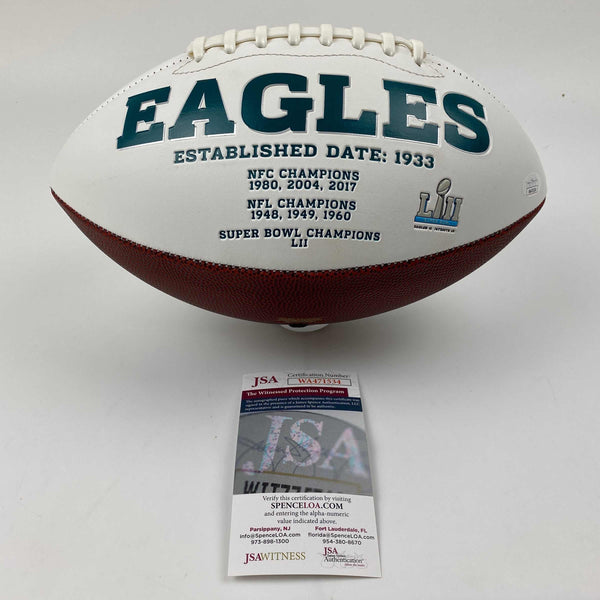 EAGLES
ESTABLISHED DATE: 1933
NFC CHAMPIONS
1980, 2004, 2017
NFL CHAMPIONS
1948, 1949, 1960
SUPER BOWL CHAMPIONS
LII
LII
JSA
Certification Number:
WA471534
The Witnessed Protection Program
JSA
Verify this certification by visiting
SPENCELOA.COM
and entering the alpha-numeric
value indicated above.
Parsippany, NJ
info@SpenceLOA.com
973-898-1300
Fort Lauderdale, FL
florida@SpenceLOA.com
954-380-8670
JSAWITNESS
JSA
Authentication